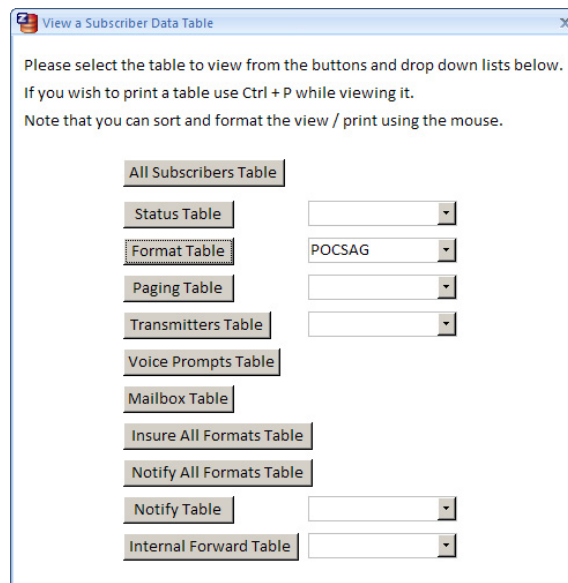 View a Subscriber Data Table
Please select the table to view from the buttons and drop down lists below.
If you wish to print a table use Ctrl + P while viewing it.
Note that you can sort and format the view / print using the mouse.
All Subscribers Table
Status Table
Format Table POCSAG
Paging Table
Transmitters Table
Voice Prompts Table
Mailbox Table
Insure All Formats Table
Notify All Formats Table
Notify Table
Internal Forward Table